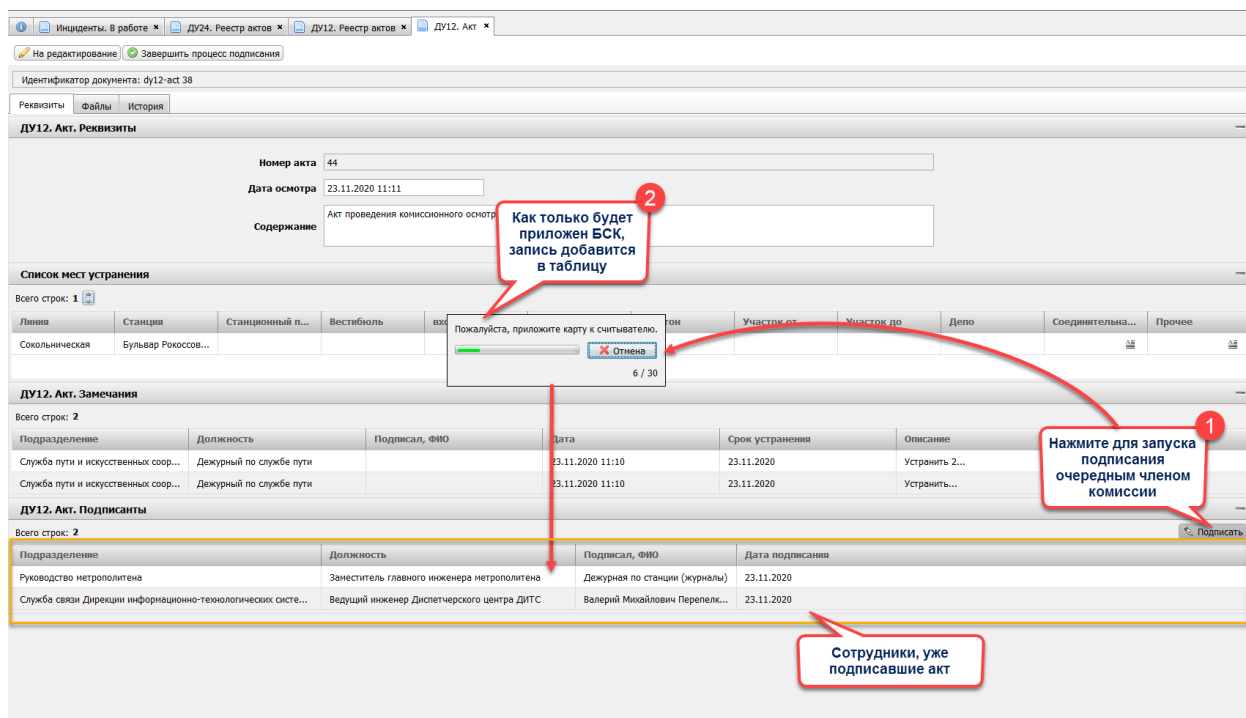 Инциденты. В работе × ДУ24. Реестр актов × ДУ12. Реестр актов × ДУ12. Акт ×
На редактирование Завершить процесс подписания
Идентификатор документа: dy12-act 38
Реквизиты Файлы История
ДУ12. Акт. Реквизиты
Номер акта 44
Дата осмотра 23.11.2020 11:11
Содержание Акт проведения комиссионного осмотр
2
Как только будет
приложен БСК,
запись добавится
в таблицу
Список мест устранения
Всего строк: 1
Линия Станция Станционный п... Вестибюль Участок от Участок до Депо Соединительна... Прочее
Сокольническая Бульвар Рокоссов...
Пожалуйста, приложите карту к считывателю.
Отмена
6 / 30
ДУ12. Акт. Замечания
Всего строк: 2
Подразделение Должность Подписал, ФИО Дата Срок устранения Описание
Служба пути и искусственных соор... Дежурный по службе пути 23.11.2020 11:10 23.11.2020 Устранить 2...
Служба пути и искусственных соор... Дежурный по службе пути 23.11.2020 11:10 23.11.2020 Устранить...
1
Нажмите для запуска
подписания
очередным членом
комиссии
ДУ12. Акт. Подписанты
Всего строк: 2 Подписать
Подразделение Должность Подписал, ФИО Дата подписания
Руководство метрополитена Заместитель главного инженера метрополитена Дежурная по станции (журналы) 23.11.2020
Служба связи Дирекции информационно-технологических систе... Ведущий инженер Диспетчерского центра ДИТС Валерий Михайлович Перепелк... 23.11.2020
Сотрудники, уже
подписавшие акт